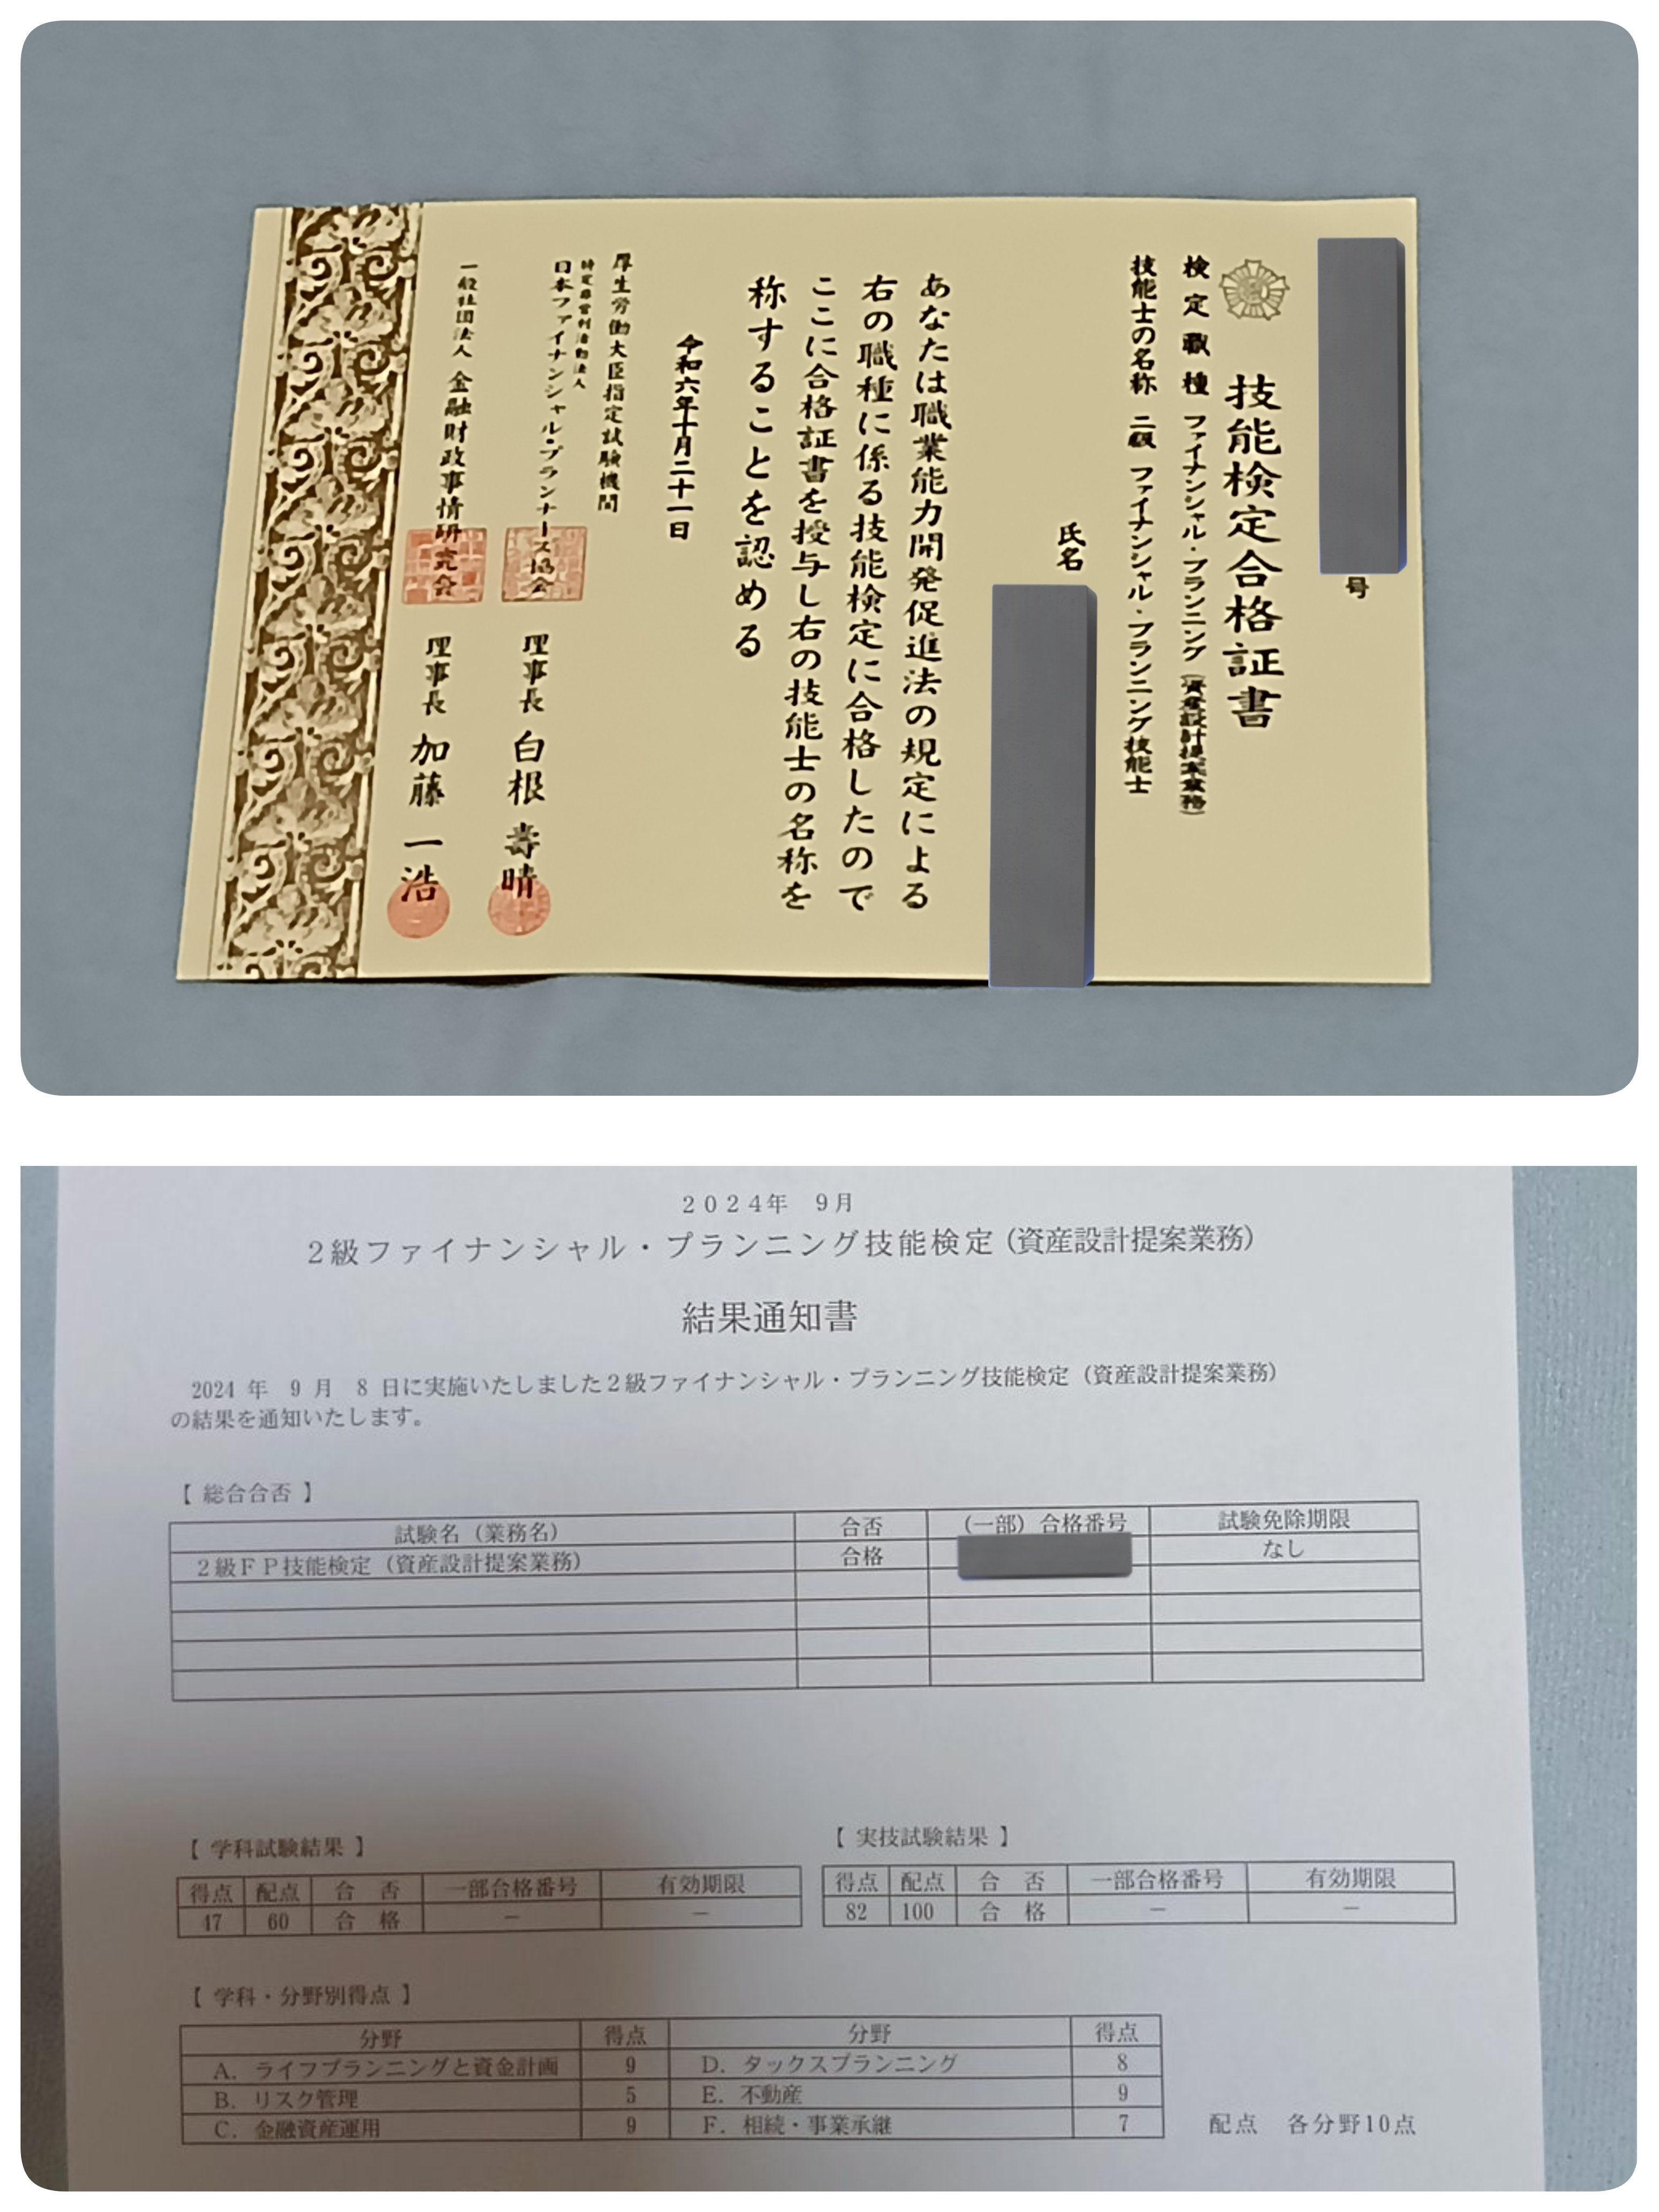 号
技能検定合格証書
検定職種 ファイナンシャル・プランニング(資産設計提案業務)
技能士の名称 二級 ファイナンシャル・プランニング技能士
氏名
あなたは職業能力開発促進法の規定による
右の職種に係る技能検定に合格したので
ここに合格証書を授与し右の技能士の名称を
称することを認める
令和六年十月二十一日
厚生労働大臣指定試験機関
特定非営利活動法人
日本ファイナンシャル・プランナーズ協会 理事長 白根 壽晴
一般社団法人 金融財政事情研究会 理事長 加藤 一浩
2024年 9月
2級ファイナンシャル・プランニング技能検定(資産設計提案業務)
結果通知書
2024 年 9 月 8 日に実施いたしました2級ファイナンシャル・プランニング技能検定(資産設計提案業務)
の結果を通知いたします。
【 総合合否 】
試験名(業務名) 合否 (一部)合格番号 試験免除期限
2級FP技能検定(資産設計提案業務) 合格 なし
【 学科試験結果 】
得点 配点 合 否 一部合格番号 有効期限
47 60 合 格 － －
【 実技試験結果 】
得点 配点 合 否 一部合格番号 有効期限
82 100 合 格 － －
【 学科・分野別得点 】
分野 得点 分野 得点
A. ライフプランニングと資金計画 9 D. タックスプランニング 8
B. リスク管理 5 E. 不動産 9
C. 金融資産運用 9 F. 相続・事業承継 7
配点 各分野10点